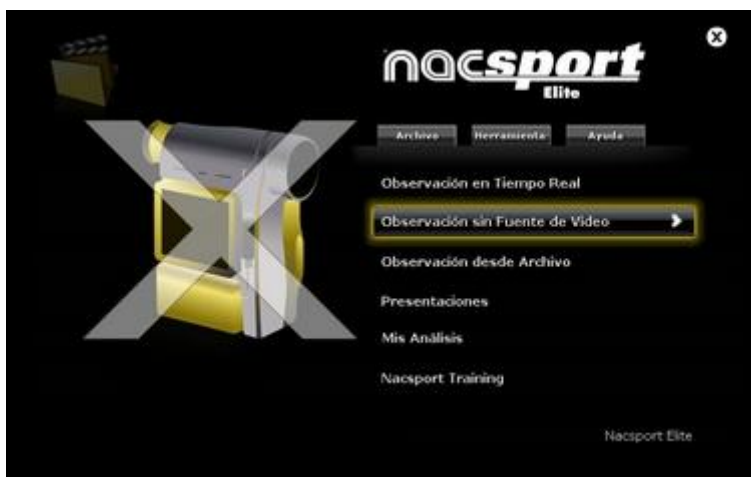 nacsport
Elite
Archivo Herramienta Ayuda
Observación en Tiempo Real
Observación sin Fuente de Video
Observación desde Archivo
Presentaciones
Mis Análisis
Nacsport Training
Nacsport Elite